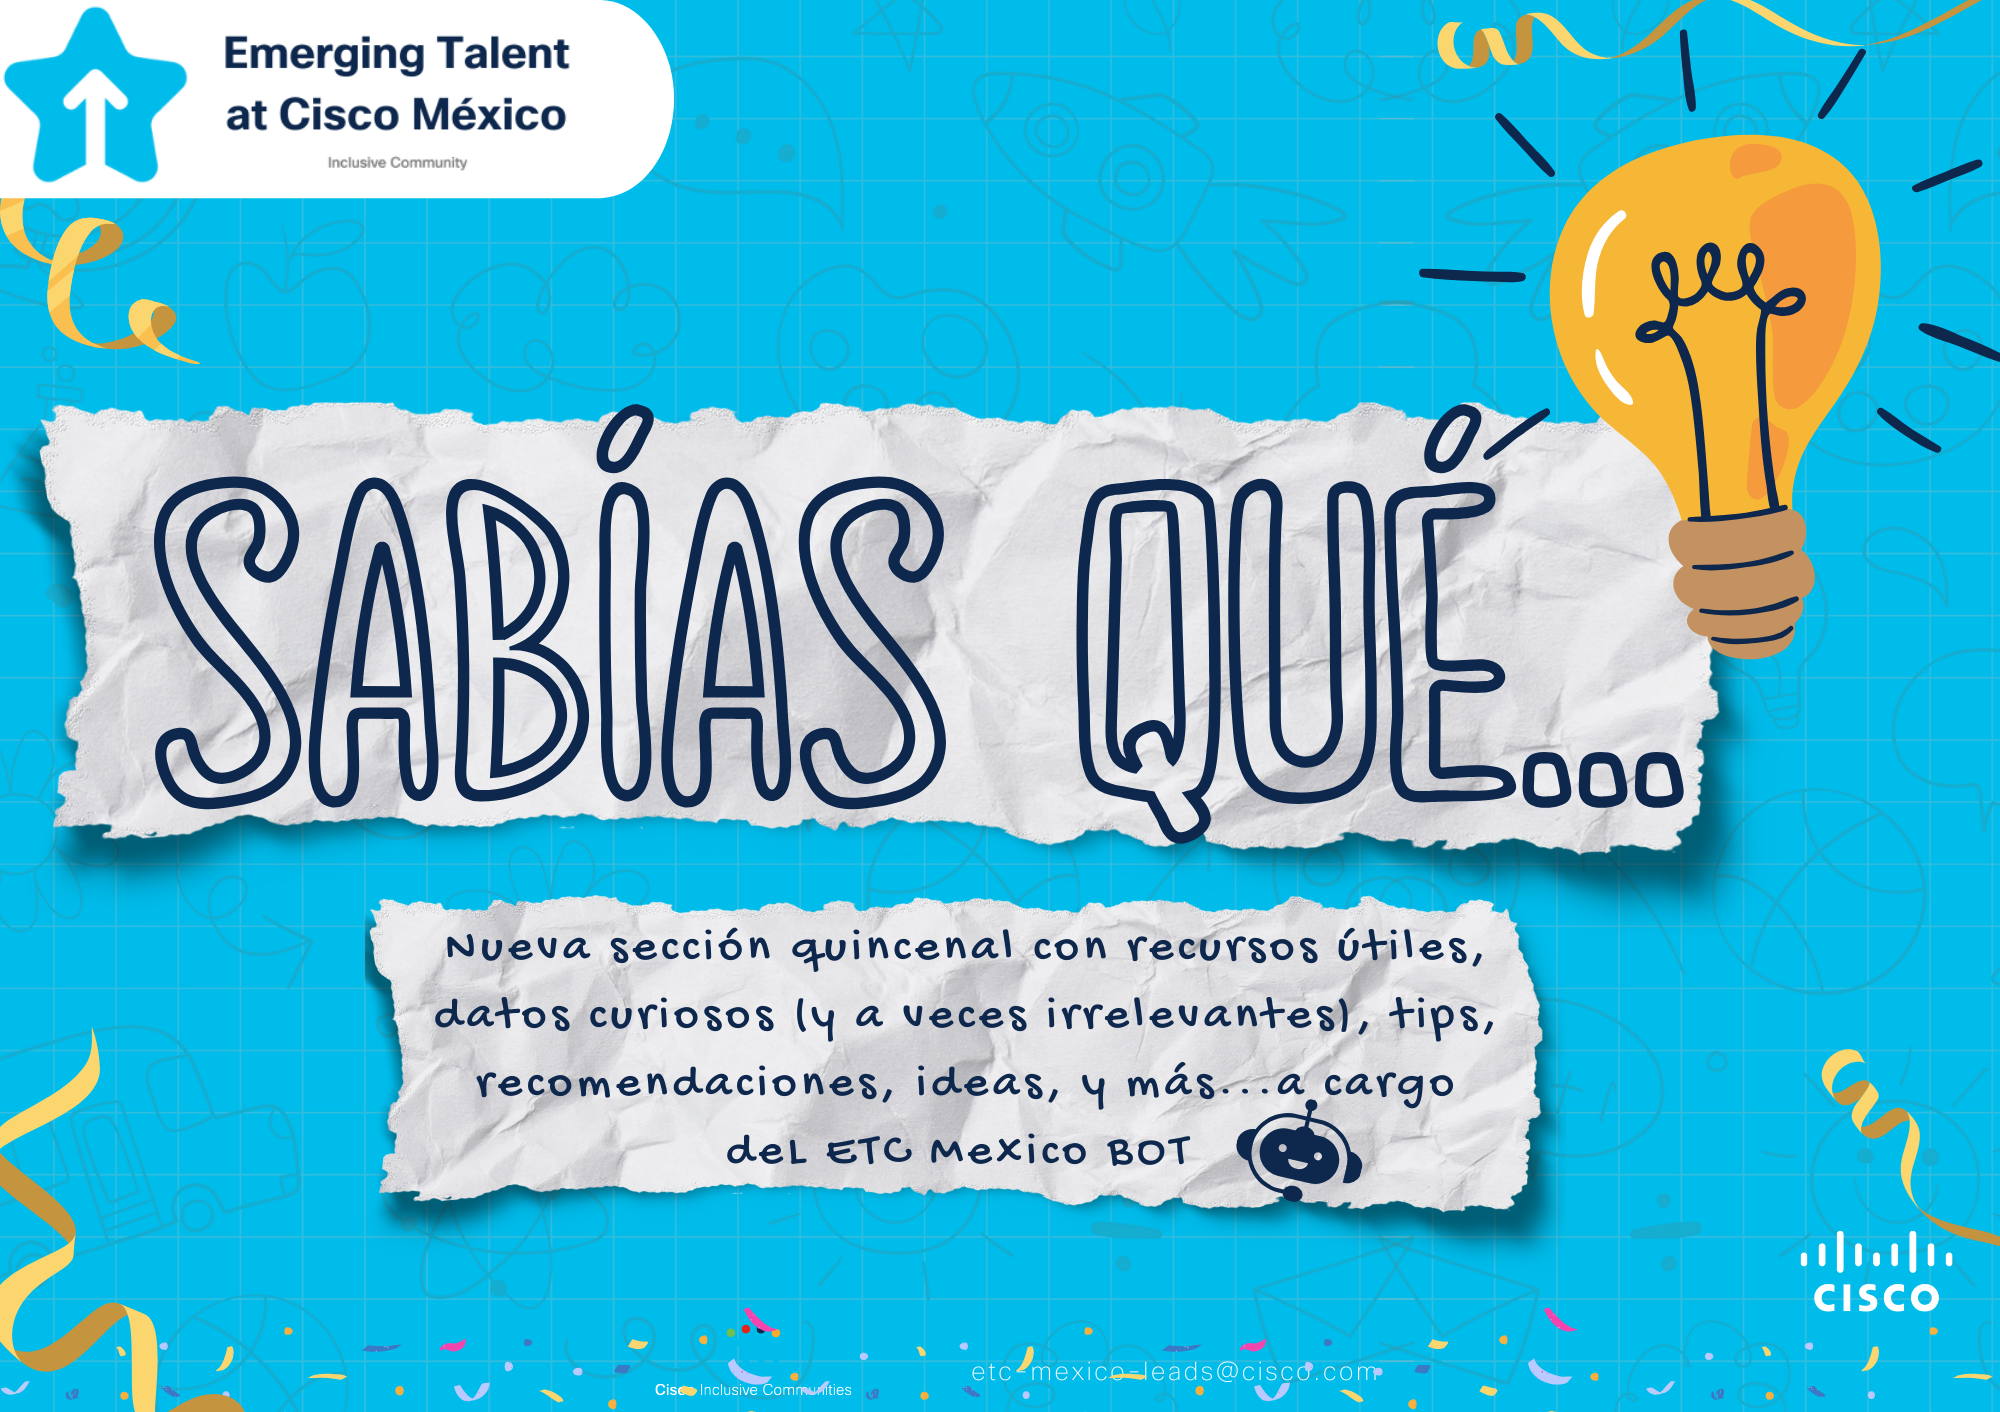 Emerging Talent
at Cisco México
Inclusive Community
SABÍAS QUÉ...
Nueva sección quincenal con recursos útiles,
datos curiosos (y a veces irrelevantes), tips,
recomendaciones, ideas, y más...a cargo
del ETC Mexico BOT
CISCO
etc-mexico-leads@cisco.com
Cisco Inclusive Communities